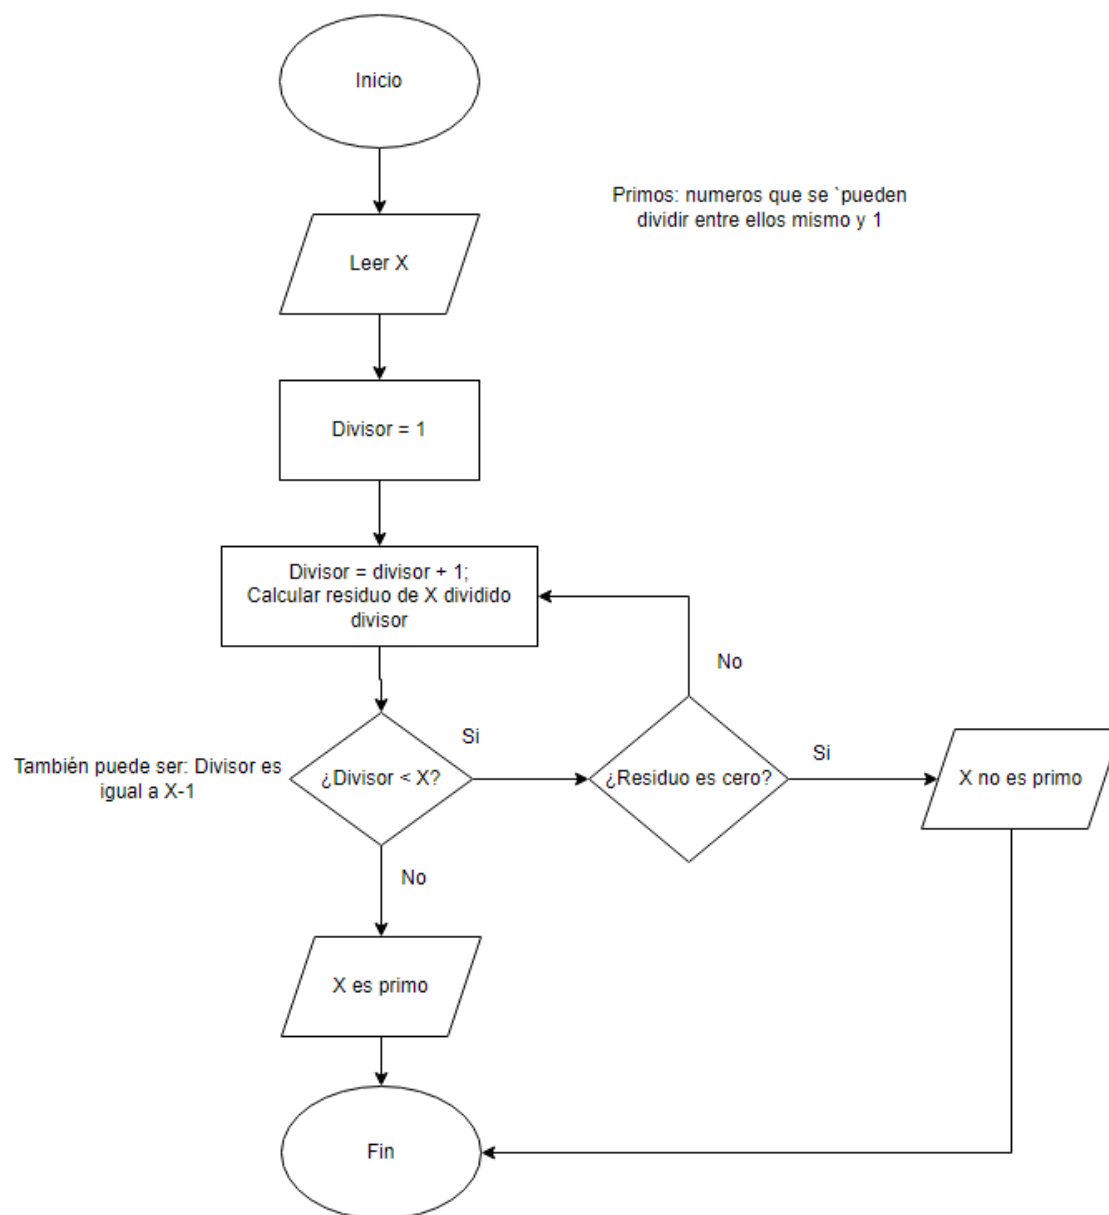 Inicio
Primos: numeros que se `pueden
dividir entre ellos mismo y 1
Leer X
Divisor = 1
Divisor = divisor + 1;
Calcular residuo de X dividido
divisor
No
Si
También puede ser: Divisor es
igual a X-1
¿Divisor < X?
¿Residuo es cero?
Si
X no es primo
No
X es primo
Fin